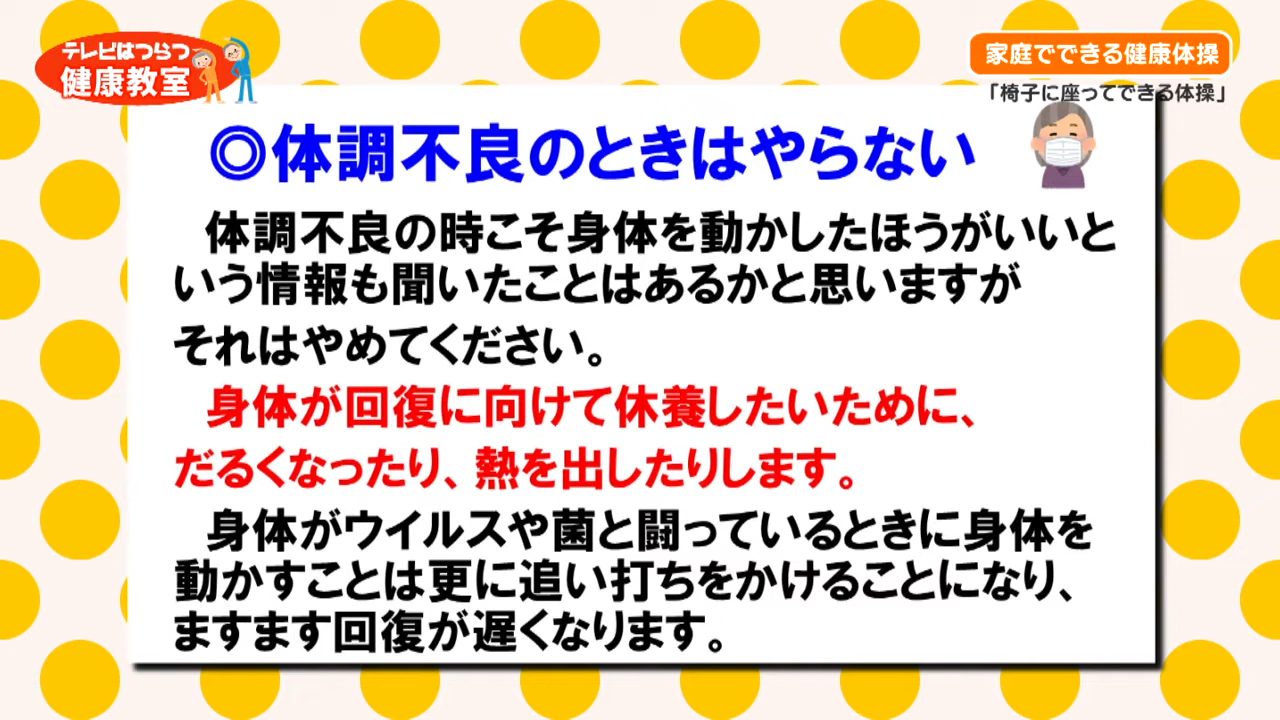 テレビはつらつ
健康教室
家庭でできる健康体操
「椅子に座ってできる体操」
◎体調不良のときはやらない
体調不良の時こそ身体を動かしたほうがいいと
いう情報も聞いたことはあるかと思いますが
それはやめてください。
身体が回復に向けて休養したいために、
だるくなったり、熱を出したりします。
身体がウイルスや菌と闘っているときに身体を
動かすことは更に追い打ちをかけることになり、
ますます回復が遅くなります。